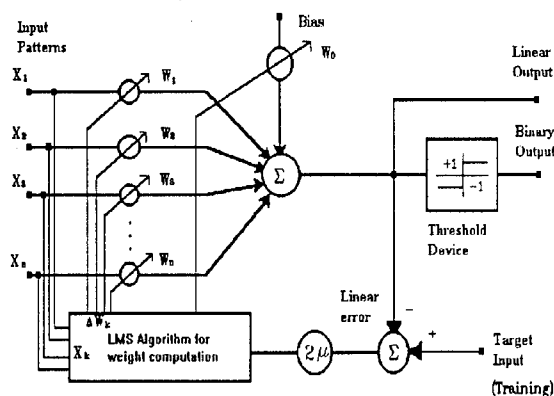 Bias
Input
Patterns
Linear
Output
X₁
W₁
W₀
X₂
W₂
Binary
Output
X₃
W₃
Σ
+1
−1
Threshold
Device
Xₙ
Wₙ
Linear
error
−
Δ Wₖ
LMS Algorithm for
weight computation
Xₖ
2μ
Σ
+
Target
Input
(Training)